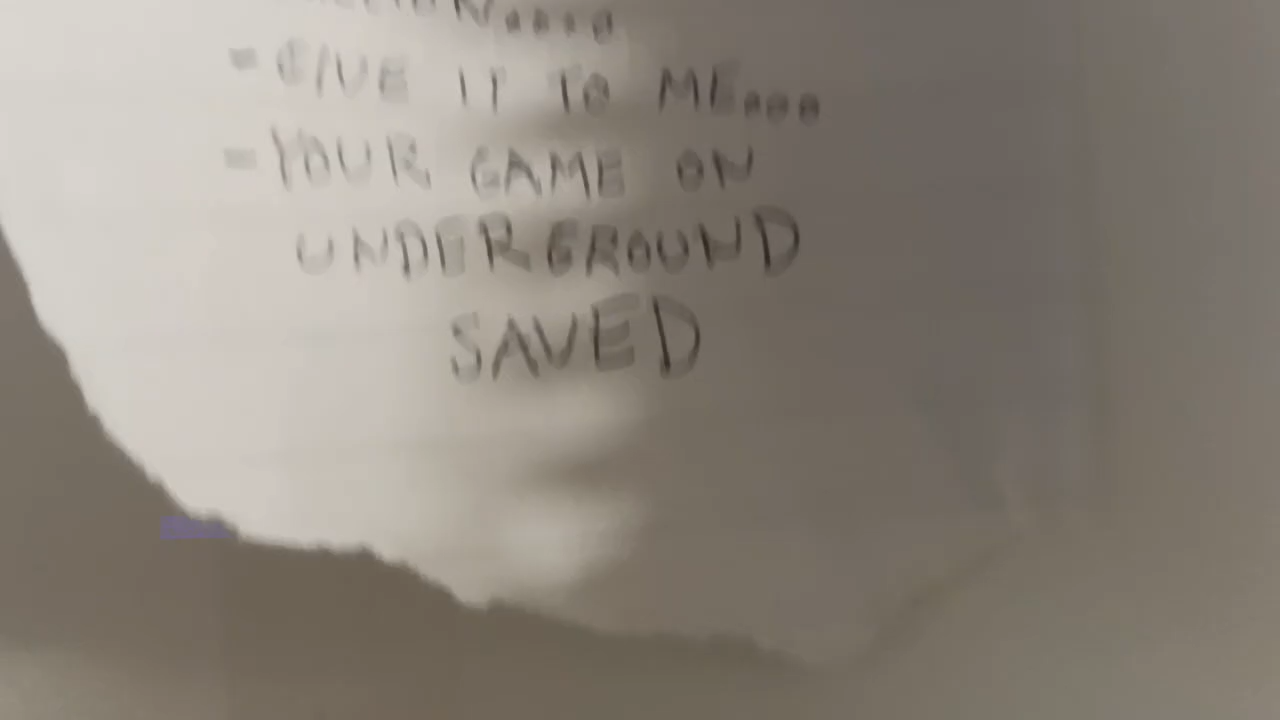 - GIVE IT TO ME....
- YOUR GAME ON
UNDERGROUND
SAVED